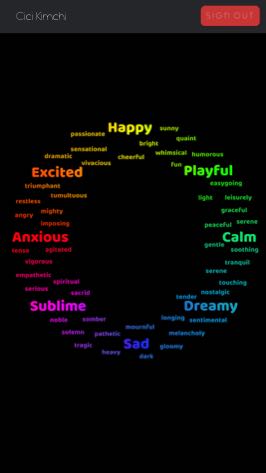 Cici Kimchi
SIGN OUT
Happy
sunny
passionate
bright
quaint
sensational
whimsical
humorous
dramatic
vivacious
cheerful
fun
Excited
Playful
triumphant
easygoing
restless
tumultuous
light
leisurely
angry
mighty
graceful
imposing
peaceful
serene
Anxious
Calm
tense
agitated
gentle
soothing
vigorous
tranquil
serene
empathetic
spiritual
touching
serious
sacrid
nostalgic
tender
Sublime
Dreamy
noble
somber
longing
sentimental
mournful
solemn
pathetic
melancholy
tragic
Sad
gloomy
heavy
dark